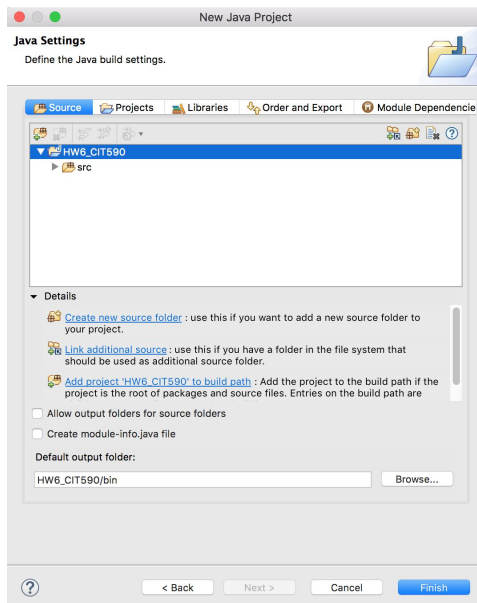 New Java Project
Java Settings
Define the Java build settings.
Source Projects Libraries Order and Export Module Dependencie
HW6_CIT590
src
Details
Create new source folder : use this if you want to add a new source folder to
your project.
Link additional source : use this if you have a folder in the file system that
should be used as additional source folder.
Add project 'HW6_CIT590' to build path : Add the project to the build path if the
project is the root of packages and source files. Entries on the build path are
Allow output folders for source folders
Create module-info.java file
Default output folder:
HW6_CIT590/bin
Browse...
? < Back Next > Cancel Finish